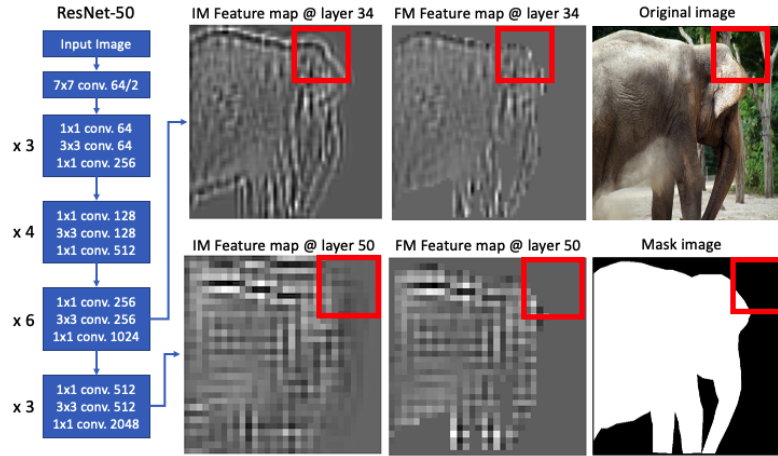 ResNet-50
Input Image
7x7 conv. 64/2
x 3
1x1 conv. 64
3x3 conv. 64
1x1 conv. 256
x 4
1x1 conv. 128
3x3 conv. 128
1x1 conv. 512
x 6
1x1 conv. 256
3x3 conv. 256
1x1 conv. 1024
x 3
1x1 conv. 512
3x3 conv. 512
1x1 conv. 2048
IM Feature map @ layer 34
FM Feature map @ layer 34
Original image
IM Feature map @ layer 50
FM Feature map @ layer 50
Mask image